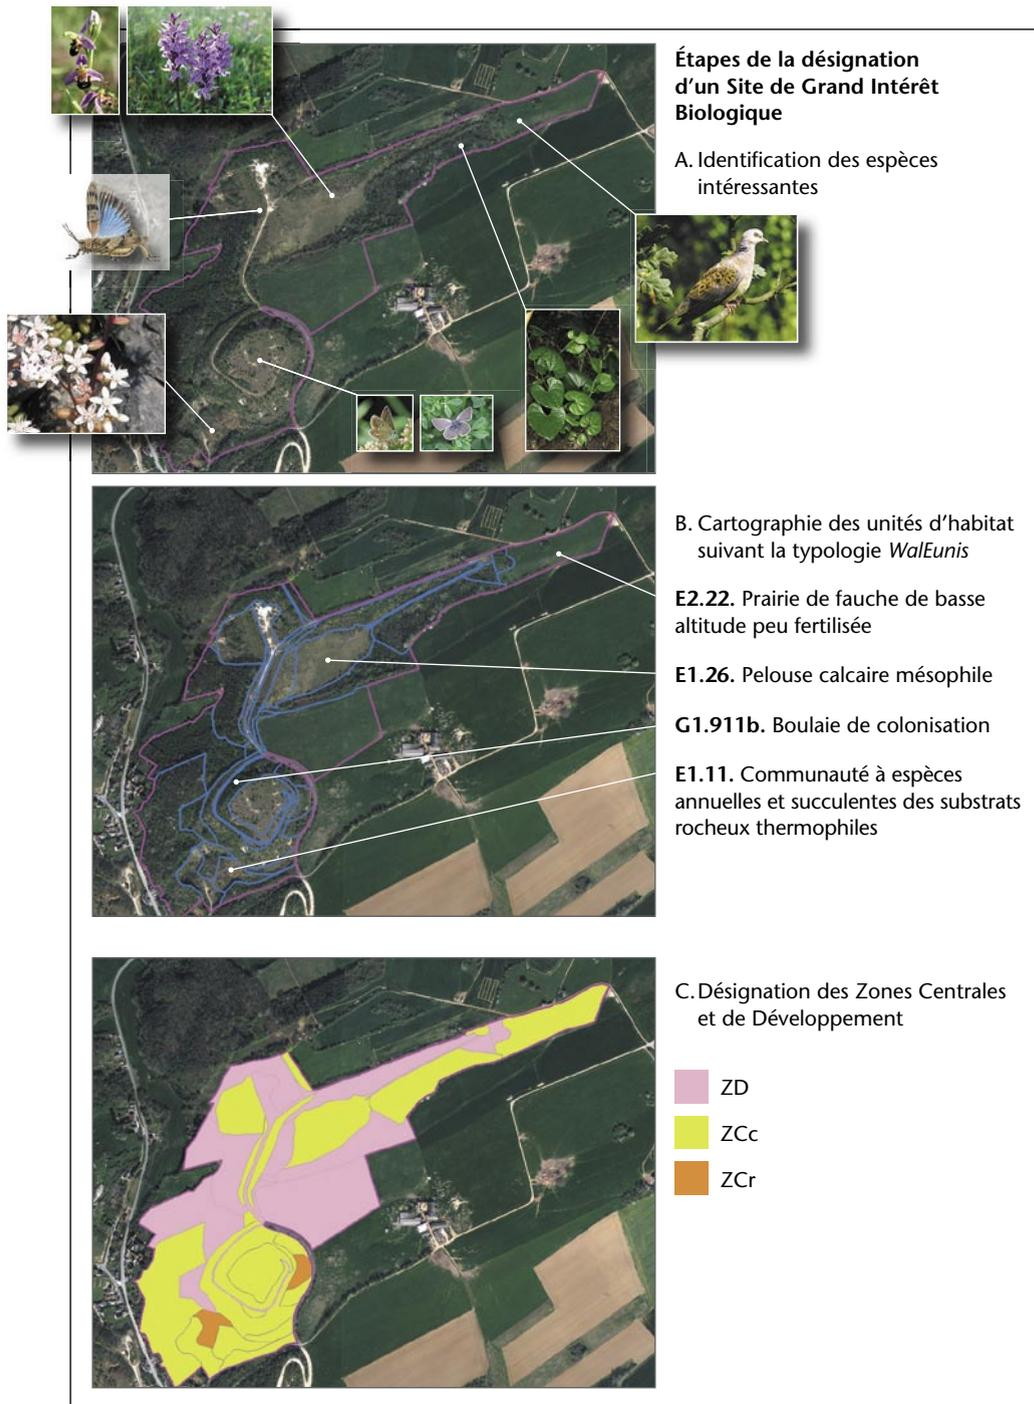 Étapes de la désignation
d’un Site de Grand Intérêt
Biologique
A. Identification des espèces
intéressantes
B. Cartographie des unités d’habitat
suivant la typologie WalEunis
E2.22. Prairie de fauche de basse
altitude peu fertilisée
E1.26. Pelouse calcaire mésophile
G1.911b. Boulaie de colonisation
E1.11. Communauté à espèces
annuelles et succulentes des substrats
rocheux thermophiles
C. Désignation des Zones Centrales
et de Développement
ZD
ZCc
ZCr